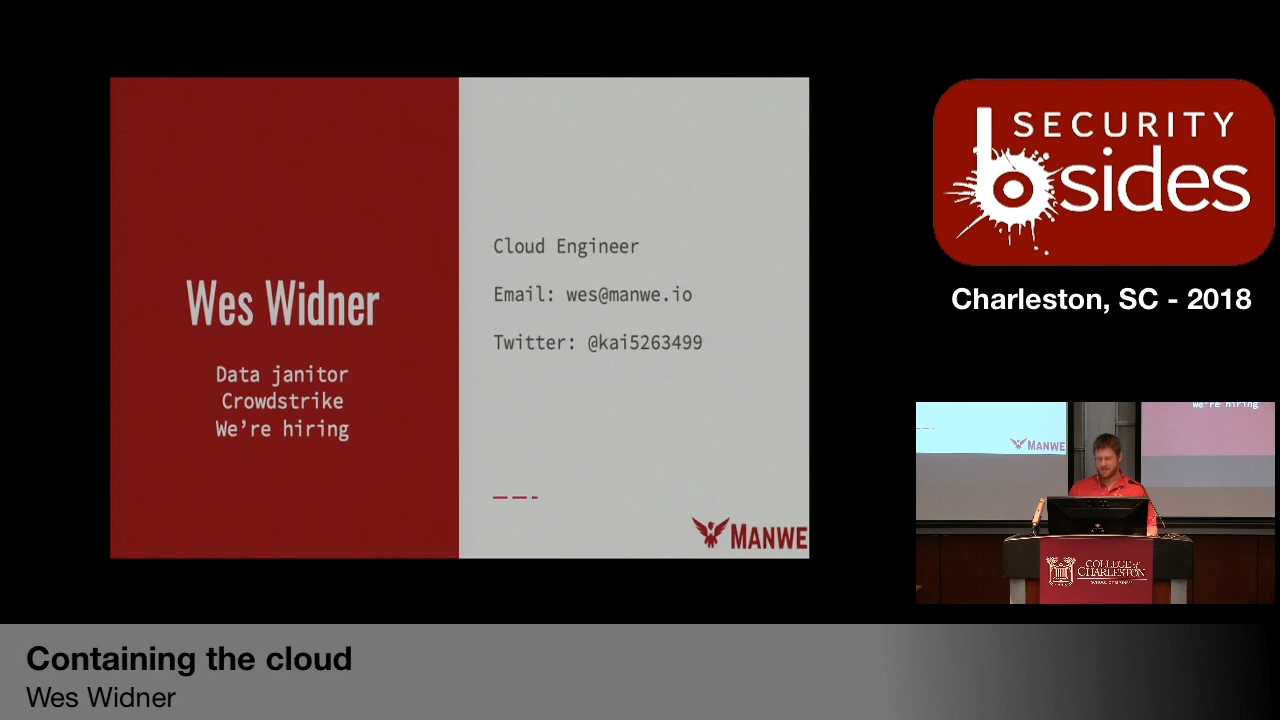 Wes Widner
Data janitor
Crowdstrike
We're hiring
Cloud Engineer
Email: wes@manwe.io
Twitter: @kai5263499
MANWE
SECURITY
bsides
Charleston, SC - 2018
We're hiring
MANWE
COLLEGE of
CHARLESTON
Containing the cloud
Wes Widner